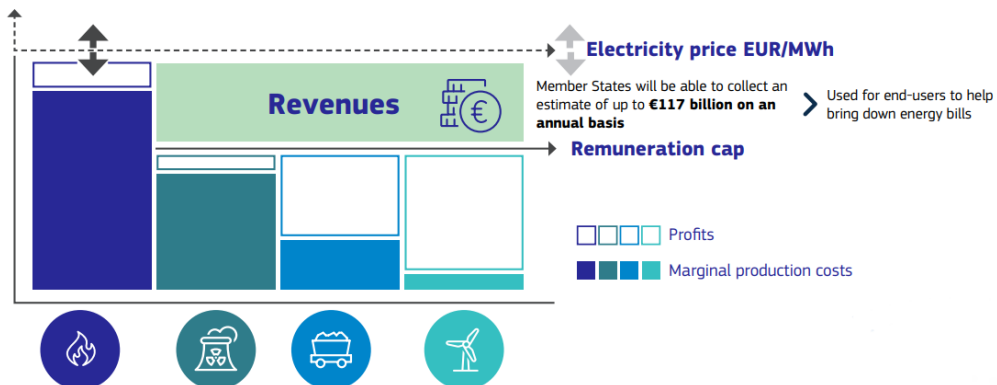 Electricity price EUR/MWh
Revenues
€
Member States will be able to collect an
estimate of up to €117 billion on an
annual basis
Used for end-users to help
bring down energy bills
Remuneration cap
Profits
Marginal production costs